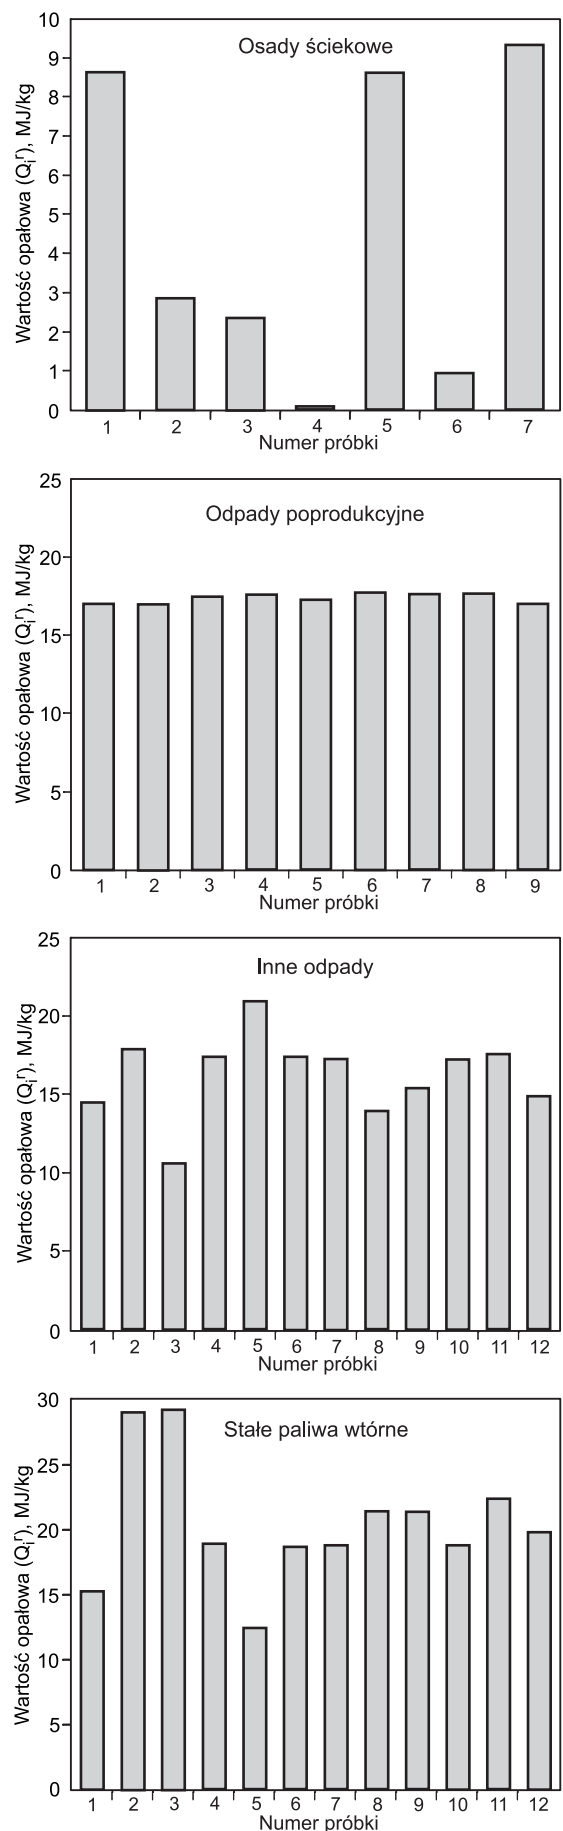 Osady ściekowe
Wartość opałowa (Qᵢʳ), MJ/kg
10
9
8
7
6
5
4
3
2
1
0
1 2 3 4 5 6 7
Numer próbki
Odpady poprodukcyjne
Wartość opałowa (Qᵢʳ), MJ/kg
25
20
15
10
5
0
1 2 3 4 5 6 7 8 9
Numer próbki
Inne odpady
Wartość opałowa (Qᵢʳ), MJ/kg
25
20
15
10
5
0
1 2 3 4 5 6 7 8 9 10 11 12
Numer próbki
Stałe paliwa wtórne
Wartość opałowa (Qᵢʳ), MJ/kg
30
25
20
15
10
5
0
1 2 3 4 5 6 7 8 9 10 11 12
Numer próbki